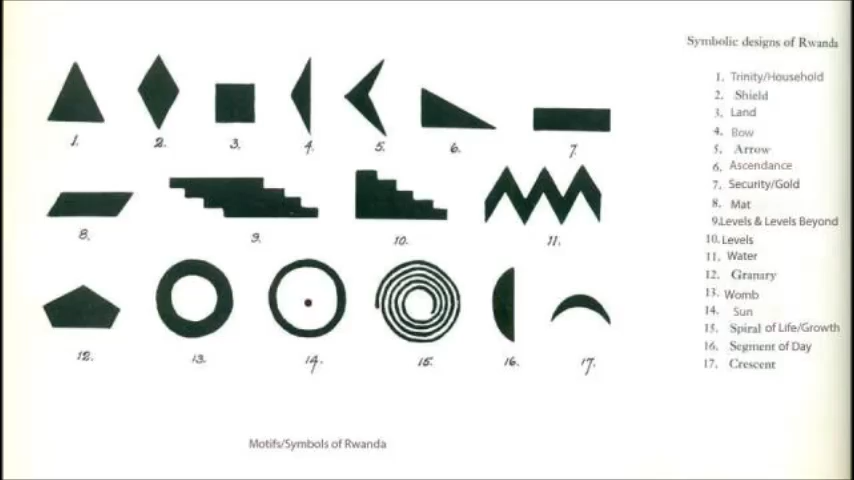 Symbolic designs of Rwanda
1. Trinity/Household
2. Shield
3. Land
4. Bow
5. Arrow
6. Ascendance
7. Security/Gold
8. Mat
9. Levels & Levels Beyond
10. Levels
11. Water
12. Granary
13. Womb
14. Sun
15. Spiral of Life/Growth
16. Segment of Day
17. Crescent
1. 2. 3. 4. 5. 6. 7.
8. 9. 10. 11.
12. 13. 14. 15. 16. 17.
Motifs/Symbols of Rwanda